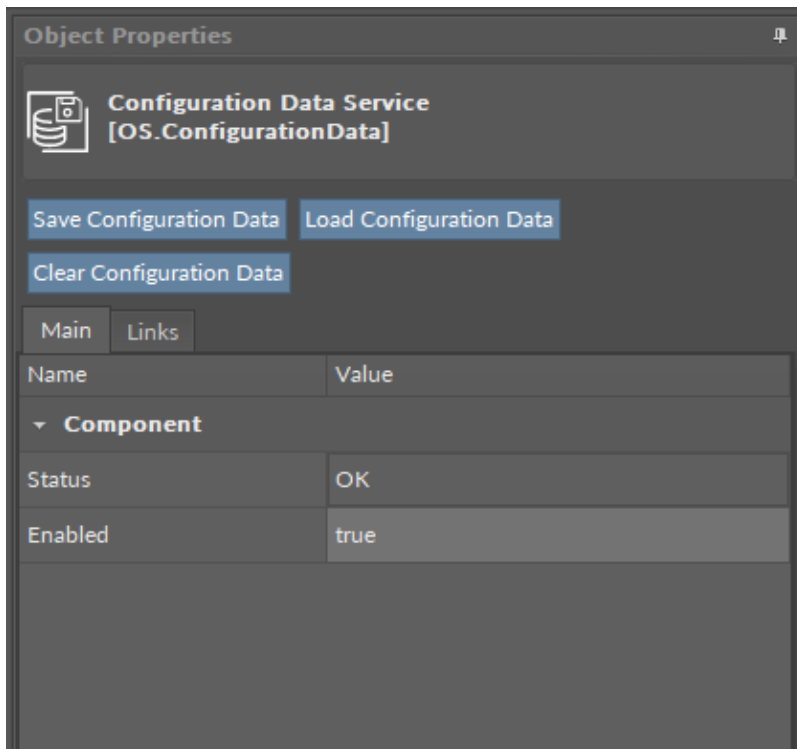 Object Properties
Configuration Data Service
[OS.ConfigurationData]
Save Configuration Data Load Configuration Data
Clear Configuration Data
Main Links
Name Value
Component
Status OK
Enabled true